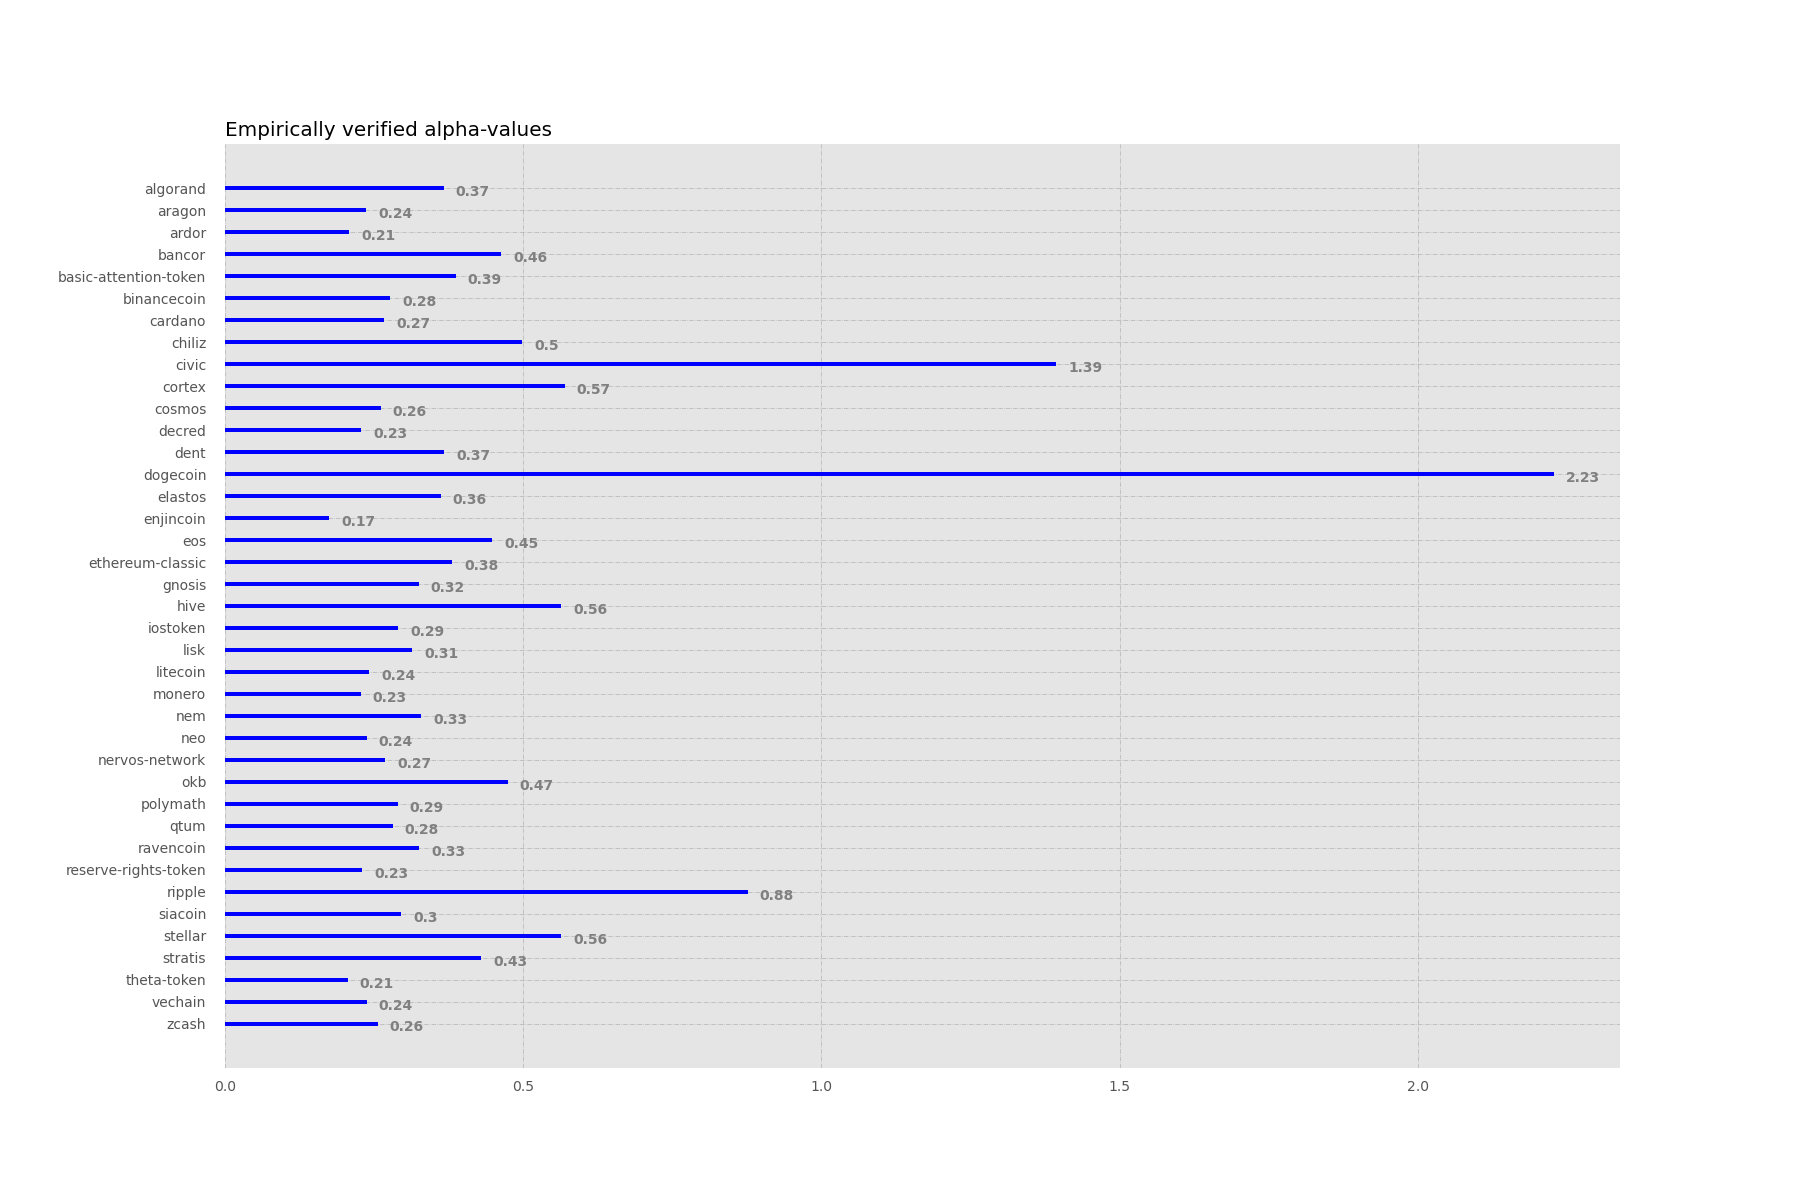 Empirically verified alpha-values
algorand 0.37
aragon 0.24
ardor 0.21
bancor 0.46
basic-attention-token 0.39
binancecoin 0.28
cardano 0.27
chiliz 0.5
civic 1.39
cortex 0.57
cosmos 0.26
decred 0.23
dent 0.37
dogecoin 2.23
elastos 0.36
enjincoin 0.17
eos 0.45
ethereum-classic 0.38
gnosis 0.32
hive 0.56
iostoken 0.29
lisk 0.31
litecoin 0.24
monero 0.23
nem 0.33
neo 0.24
nervos-network 0.27
okb 0.47
polymath 0.29
qtum 0.28
ravencoin 0.33
reserve-rights-token 0.23
ripple 0.88
siacoin 0.3
stellar 0.56
stratis 0.43
theta-token 0.21
vechain 0.24
zcash 0.26
0.0 0.5 1.0 1.5 2.0